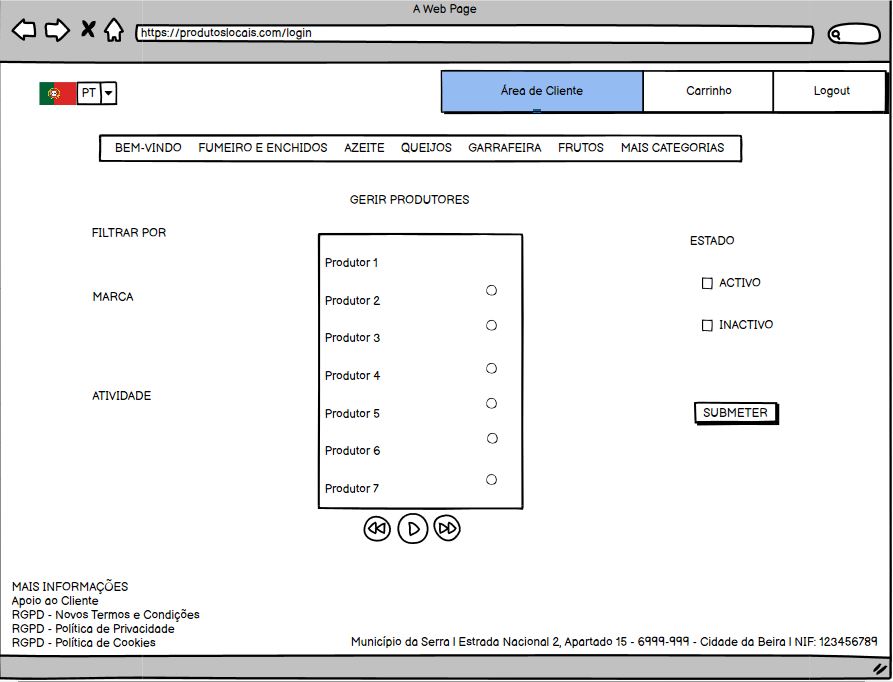 A Web Page
https://produtoslocais.com/login
PT
Área de Cliente
Carrinho
Logout
BEM-VINDO FUMEIRO E ENCHIDOS AZEITE QUEIJOS GARRAFEIRA FRUTOS MAIS CATEGORIAS
GERIR PRODUTORES
FILTRAR POR
MARCA
ATIVIDADE
Produtor 1
Produtor 2
Produtor 3
Produtor 4
Produtor 5
Produtor 6
Produtor 7
ESTADO
ACTIVO
INACTIVO
SUBMETER
MAIS INFORMAÇÕES
Apoio ao Cliente
RGPD - Novos Termos e Condições
RGPD - Política de Privacidade
RGPD - Política de Cookies
Município da Serra | Estrada Nacional 2, Apartado 15 - 6999-999 - Cidade da Beira | NIF: 123456789